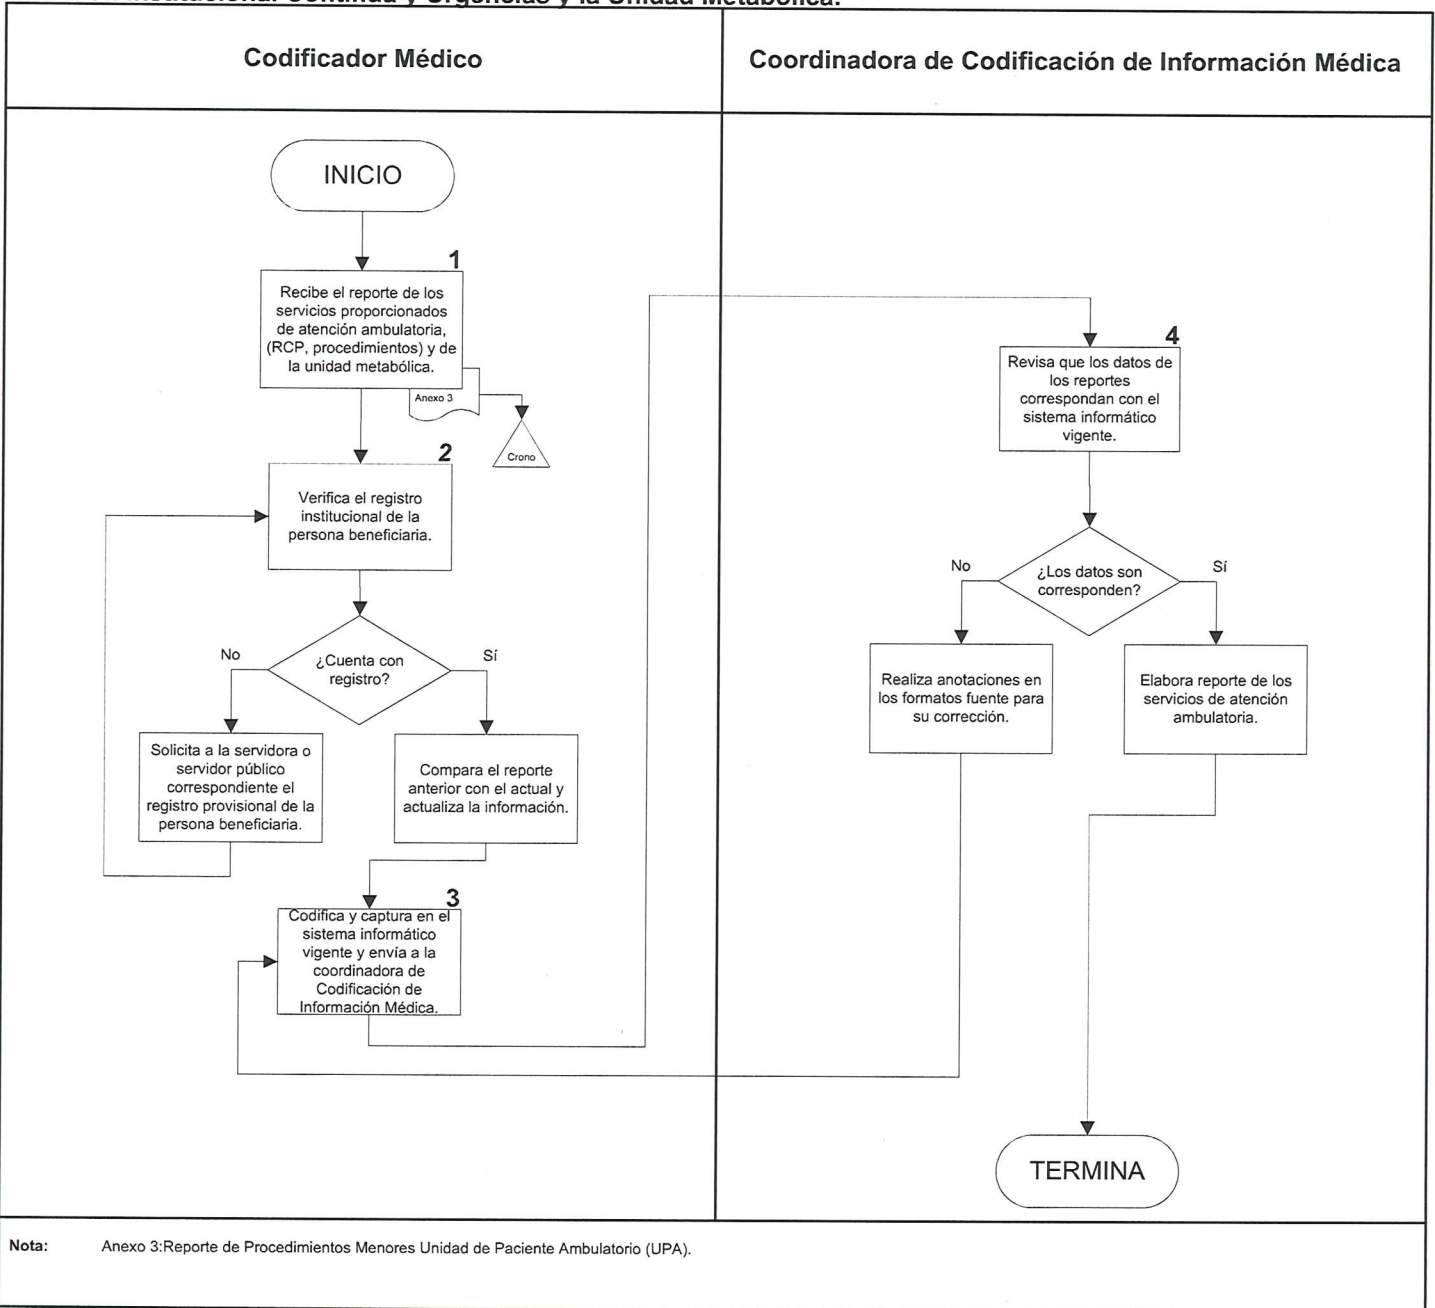 Institucional Continua y Urgencias y la Unidad Metabólica.
Codificador Médico
Coordinadora de Codificación de Información Médica
INICIO
1
Recibe el reporte de los
servicios proporcionados
de atención ambulatoria,
(RCP, procedimientos) y de
la unidad metabólica.
Anexo 3
Crono
2
Verifica el registro
institucional de la
persona beneficiaria.
¿Cuenta con
registro?
No
Sí
Solicita a la servidora o
servidor público
correspondiente el
registro provisional de la
persona beneficiaria.
Compara el reporte
anterior con el actual y
actualiza la información.
3
Codifica y captura en el
sistema informático
vigente y envía a la
coordinadora de
Codificación de
Información Médica.
4
Revisa que los datos de
los reportes
correspondan con el
sistema informático
vigente.
¿Los datos son
corresponden?
No
Sí
Realiza anotaciones en
los formatos fuente para
su corrección.
Elabora reporte de los
servicios de atención
ambulatoria.
TERMINA
Nota: Anexo 3:Reporte de Procedimientos Menores Unidad de Paciente Ambulatorio (UPA).